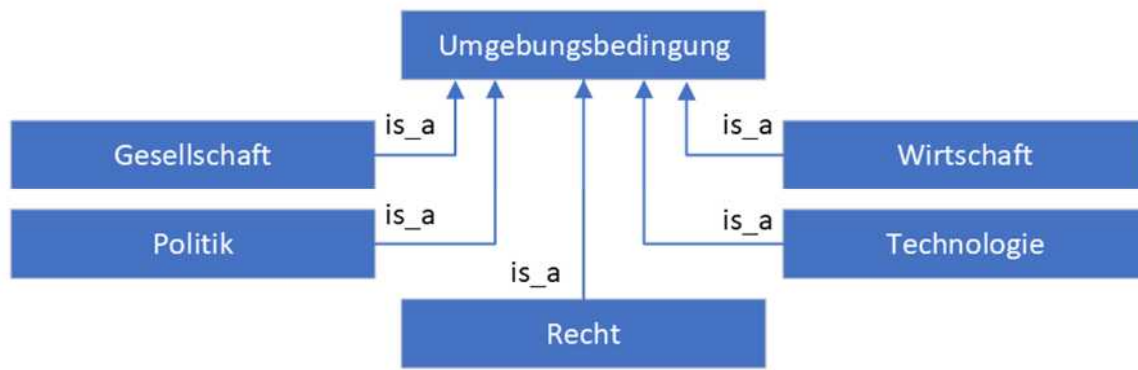 Umgebungsbedingung
is_a
is_a
Gesellschaft
Wirtschaft
is_a
is_a
Politik
Technologie
is_a
Recht